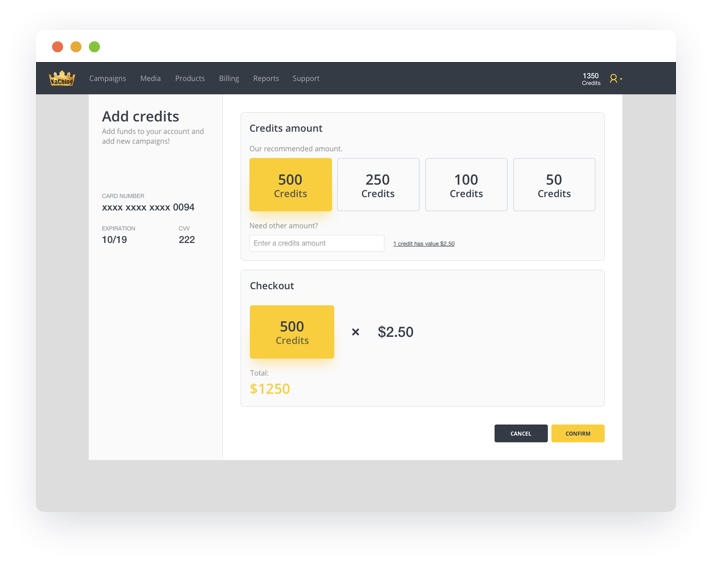 KaChing
Campaigns Media Products Billing Reports Support
1350
Credits
Add credits
Add funds to your account and
add new campaigns!
CARD NUMBER
xxxx xxxx xxxx 0094
EXPIRATION CVV
10/19 222
Credits amount
Our recommended amount.
500 250 100 50
Credits Credits Credits Credits
Need other amount?
Enter a credits amount 1 credit has value $2.50
Checkout
500
Credits
× $2.50
Total:
$1250
CANCEL CONFIRM